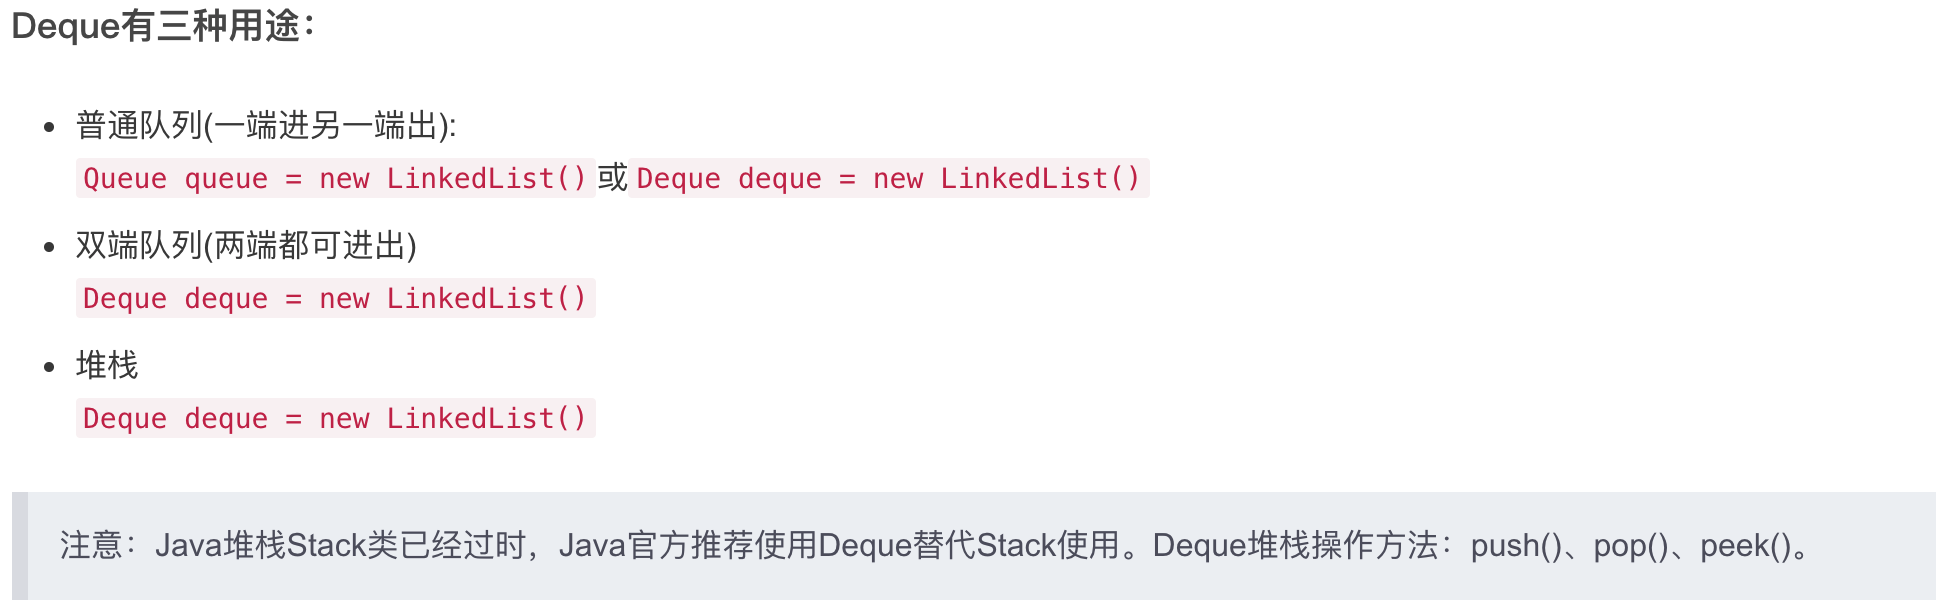 Deque有三种用途：
普通队列(一端进另一端出):
Queue queue = new LinkedList()或Deque deque = new LinkedList()
双端队列(两端都可进出)
Deque deque = new LinkedList()
堆栈
Deque deque = new LinkedList()
注意：Java堆栈Stack类已经过时，Java官方推荐使用Deque替代Stack使用。Deque堆栈操作方法：push()、pop()、peek()。